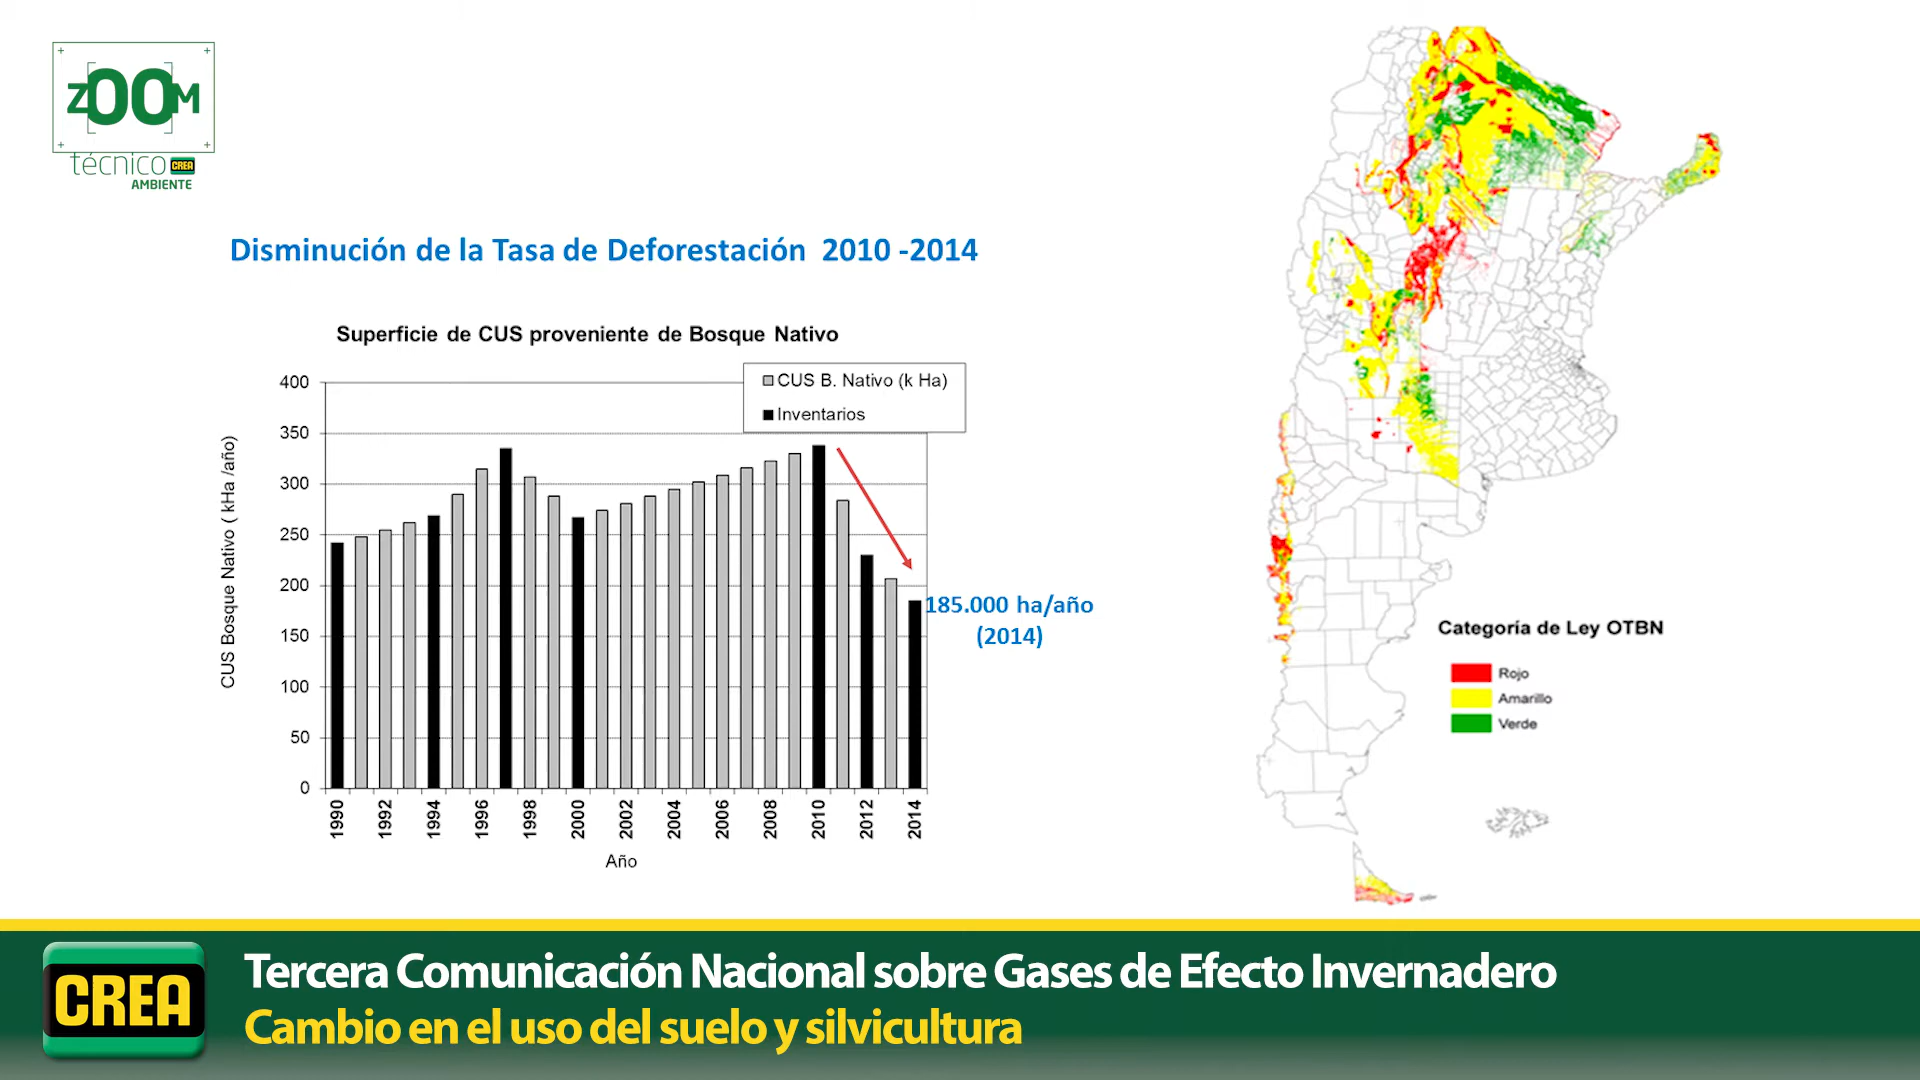 zOOM
técnico CREA
AMBIENTE
Disminución de la Tasa de Deforestación 2010 -2014
Superficie de CUS proveniente de Bosque Nativo
CUS B. Nativo (k Ha)
Inventarios
CUS Bosque Nativo ( kHa /año)
400
350
300
250
200
150
100
50
0
185.000 ha/año
(2014)
1990 1992 1994 1996 1998 2000 2002 2004 2006 2008 2010 2012 2014
Año
Categoría de Ley OTBN
Rojo
Amarillo
Verde
CREA
Tercera Comunicación Nacional sobre Gases de Efecto Invernadero
Cambio en el uso del suelo y silvicultura